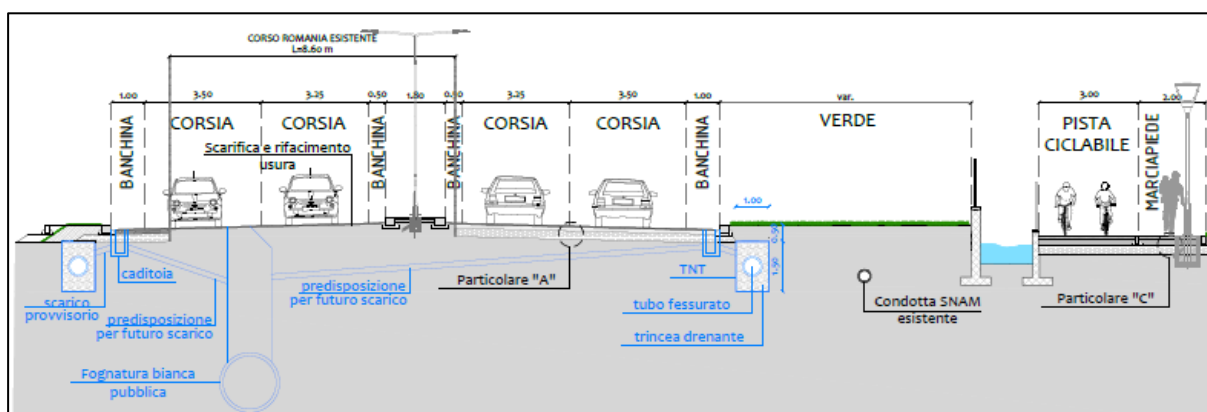 CORSO ROMANIA ESISTENTE
L=8.60 m
1.00
3.50
3.25
0.50
1.80
0.50
3.25
3.50
1.00
var.
3.00
2.00
BANCHINA
CORSIA
CORSIA
BANCHINA
BANCHINA
CORSIA
CORSIA
BANCHINA
VERDE
PISTA
CICLABILE
MARCIAPIEDE
Scarifica e rifacimento
usura
1.00
0.50
1.50
caditoia
scarico
provvisorio
predisposizione
per futuro scarico
predisposizione
per futuro scarico
Particolare "A"
TNT
tubo fessurato
trincea drenante
Condotta SNAM
esistente
Particolare "C"
Fognatura bianca
pubblica